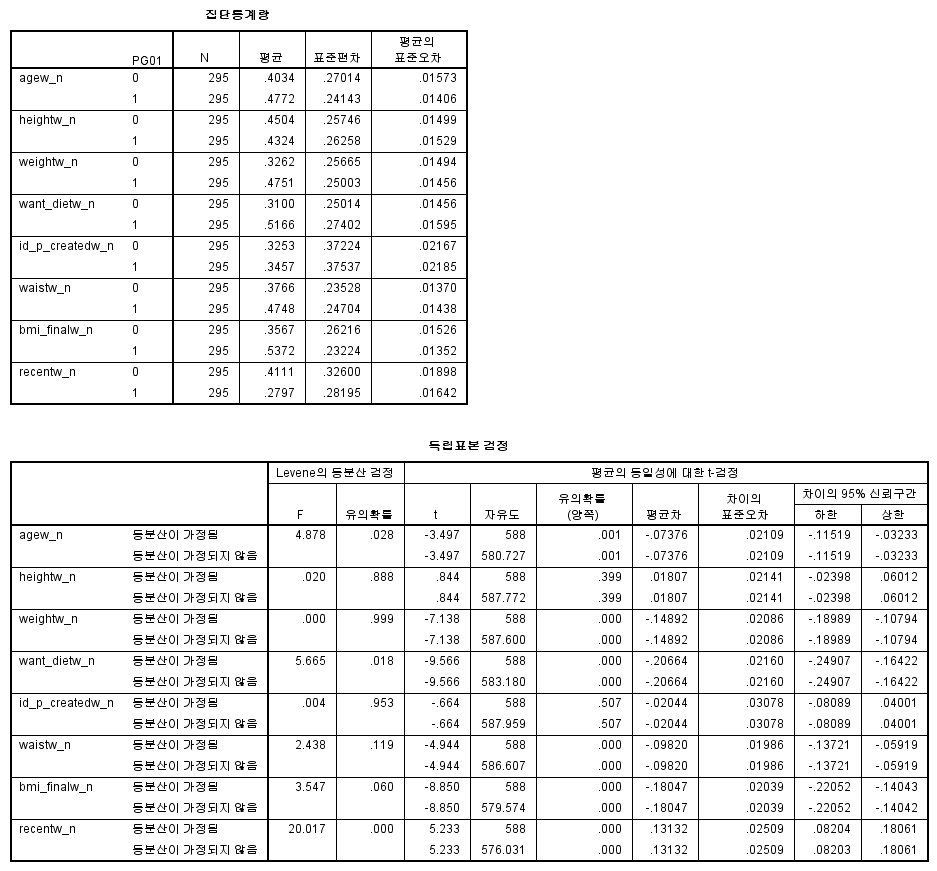 집단통계량
PG01 N 평균 표준편차 평균의 표준오차
agew_n 0 295 .4034 .27014 .01573
1 295 .4772 .24143 .01406
heightw_n 0 295 .4504 .25746 .01499
1 295 .4324 .26258 .01529
weightw_n 0 295 .3262 .25665 .01494
1 295 .4751 .25003 .01456
want_dietw_n 0 295 .3100 .25014 .01456
1 295 .5166 .27402 .01595
id_p_createdw_n 0 295 .3253 .37224 .02167
1 295 .3457 .37537 .02185
waistw_n 0 295 .3766 .23528 .01370
1 295 .4748 .24704 .01438
bmi_finalw_n 0 295 .3567 .26216 .01526
1 295 .5372 .23224 .01352
recentw_n 0 295 .4111 .32600 .01898
1 295 .2797 .28195 .01642
독립표본 검정
Levene의 등분산 검정 평균의 동일성에 대한 t-검정
F 유의확률 t 자유도 유의확률 (양쪽) 평균차 차이의 표준오차 차이의 95% 신뢰구간
하한 상한
agew_n 등분산이 가정됨 4.878 .028 -3.497 588 .001 -.07376 .02109 -.11519 -.03233
등분산이 가정되지 않음 -3.497 580.727 .001 -.07376 .02109 -.11519 -.03233
heightw_n 등분산이 가정됨 .020 .888 .844 588 .399 .01807 .02141 -.02398 .06012
등분산이 가정되지 않음 .844 587.772 .399 .01807 .02141 -.02398 .06012
weightw_n 등분산이 가정됨 .000 .999 -7.138 588 .000 -.14892 .02086 -.18989 -.10794
등분산이 가정되지 않음 -7.138 587.600 .000 -.14892 .02086 -.18989 -.10794
want_dietw_n 등분산이 가정됨 5.665 .018 -9.566 588 .000 -.20664 .02160 -.24907 -.16422
등분산이 가정되지 않음 -9.566 583.180 .000 -.20664 .02160 -.24907 -.16422
id_p_createdw_n 등분산이 가정됨 .004 .953 -.664 588 .507 -.02044 .03078 -.08089 .04001
등분산이 가정되지 않음 -.664 587.959 .507 -.02044 .03078 -.08089 .04001
waistw_n 등분산이 가정됨 2.438 .119 -4.944 588 .000 -.09820 .01986 -.13721 -.05919
등분산이 가정되지 않음 -4.944 586.607 .000 -.09820 .01986 -.13721 -.05919
bmi_finalw_n 등분산이 가정됨 3.547 .060 -8.850 588 .000 -.18047 .02039 -.22052 -.14043
등분산이 가정되지 않음 -8.850 579.574 .000 -.18047 .02039 -.22052 -.14042
recentw_n 등분산이 가정됨 20.017 .000 5.233 588 .000 .13132 .02509 .08204 .18061
등분산이 가정되지 않음 5.233 576.031 .000 .13132 .02509 .08203 .18061